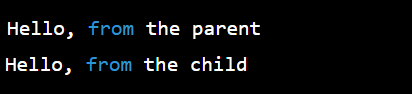 Hello, from the parent
Hello, from the child